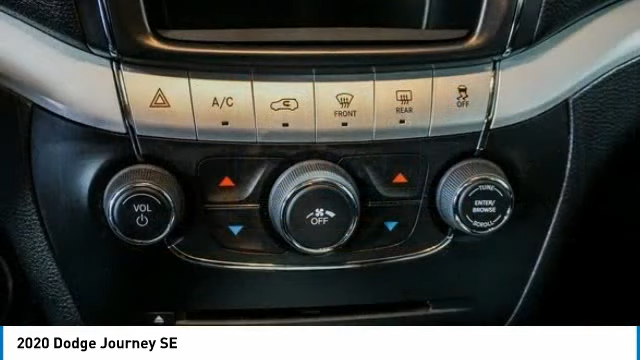 A/C
FRONT
REAR
OFF
VOL
OFF
TUNE
ENTER/
BROWSE
SCROLL
2020 Dodge Journey SE